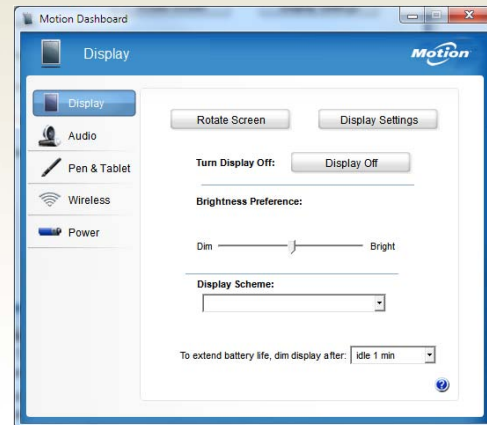 Motion Dashboard
Display
Motion
Display
Audio
Pen & Tablet
Wireless
Power
Rotate Screen Display Settings
Turn Display Off: Display Off
Brightness Preference:
Dim Bright
Display Scheme:
To extend battery life, dim display after: idle 1 min
?